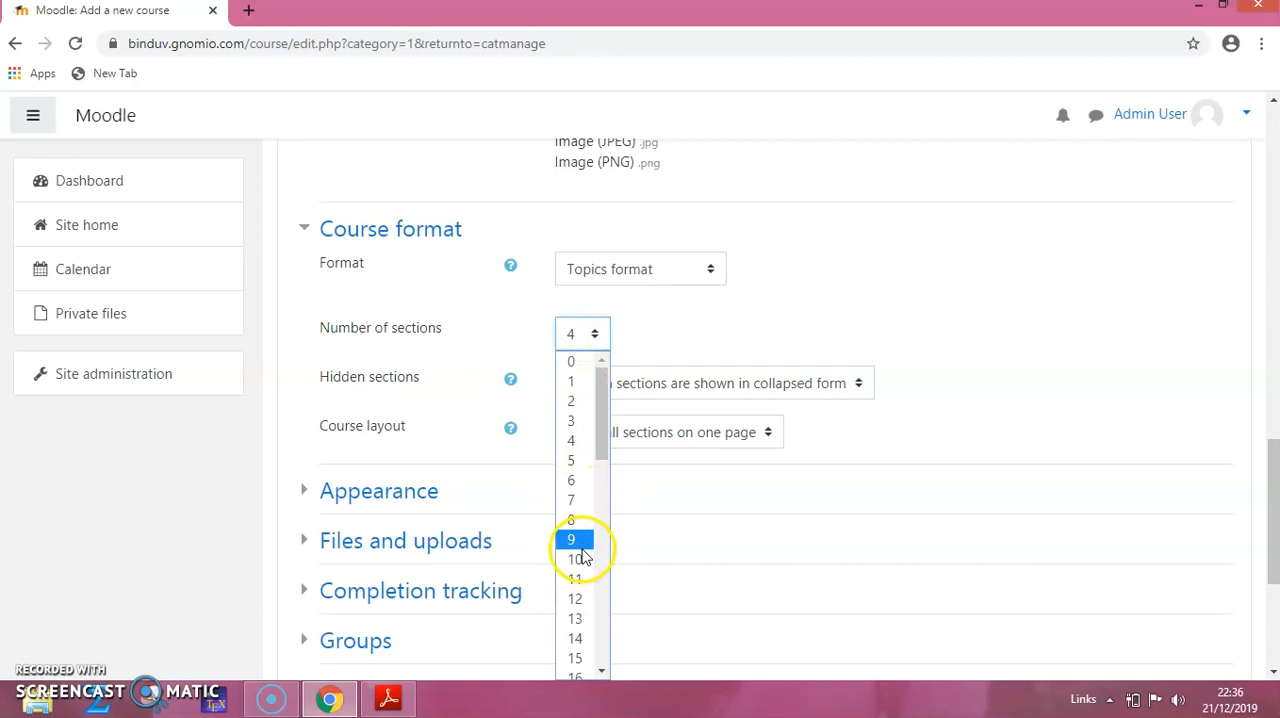 Moodle: Add a new course
binduv.gnomio.com/course/edit.php?category=1&returnto=catmanage
Apps
New Tab
Moodle
Admin User
Image (JPEG) .jpg
Image (PNG) .png
Dashboard
Site home
Calendar
Private files
Site administration
Course format
Format
Topics format
Number of sections
4
0
1
2
3
4
5
6
7
8
9
10
11
12
13
14
15
16
Hidden sections
sections are shown in collapsed form
Course layout
sections on one page
Appearance
Files and uploads
Completion tracking
Groups
RECORDED WITH
SCREENCAST MATIC
TEX
Links
22:36
21/12/2019